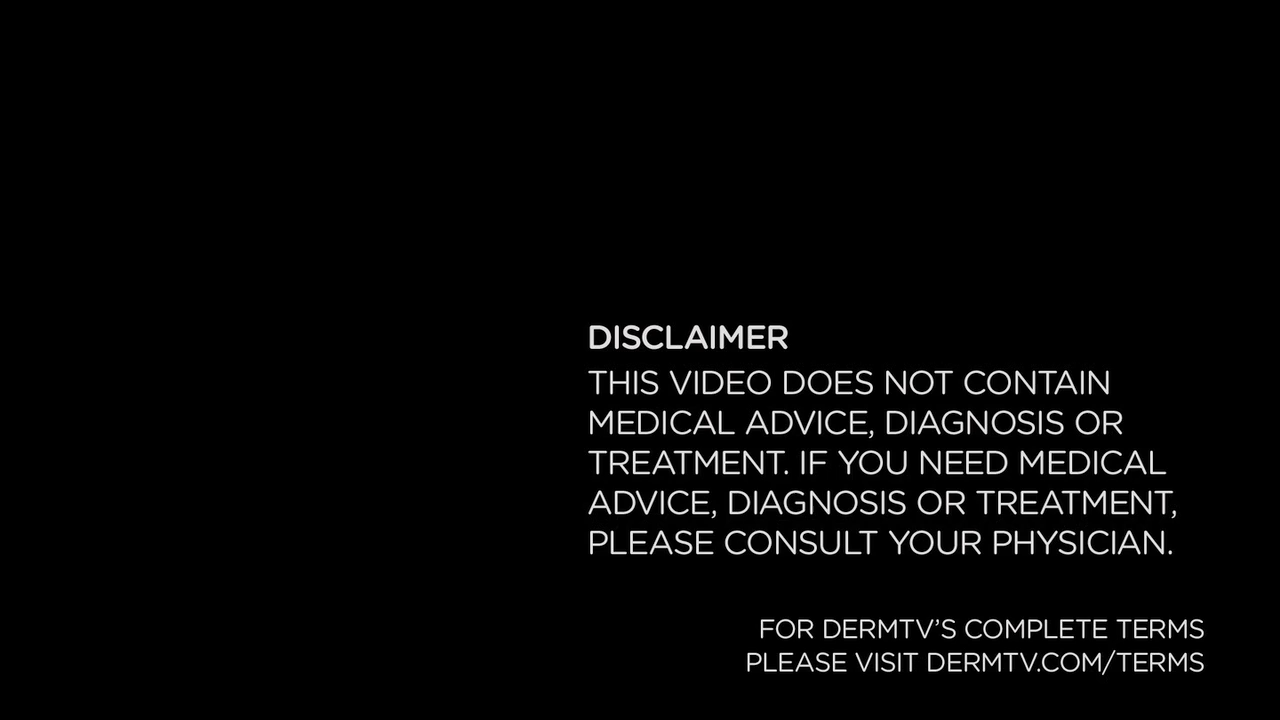 DISCLAIMER
THIS VIDEO DOES NOT CONTAIN
MEDICAL ADVICE, DIAGNOSIS OR
TREATMENT. IF YOU NEED MEDICAL
ADVICE, DIAGNOSIS OR TREATMENT,
PLEASE CONSULT YOUR PHYSICIAN.
FOR DERMTV’S COMPLETE TERMS
PLEASE VISIT DERMTV.COM/TERMS